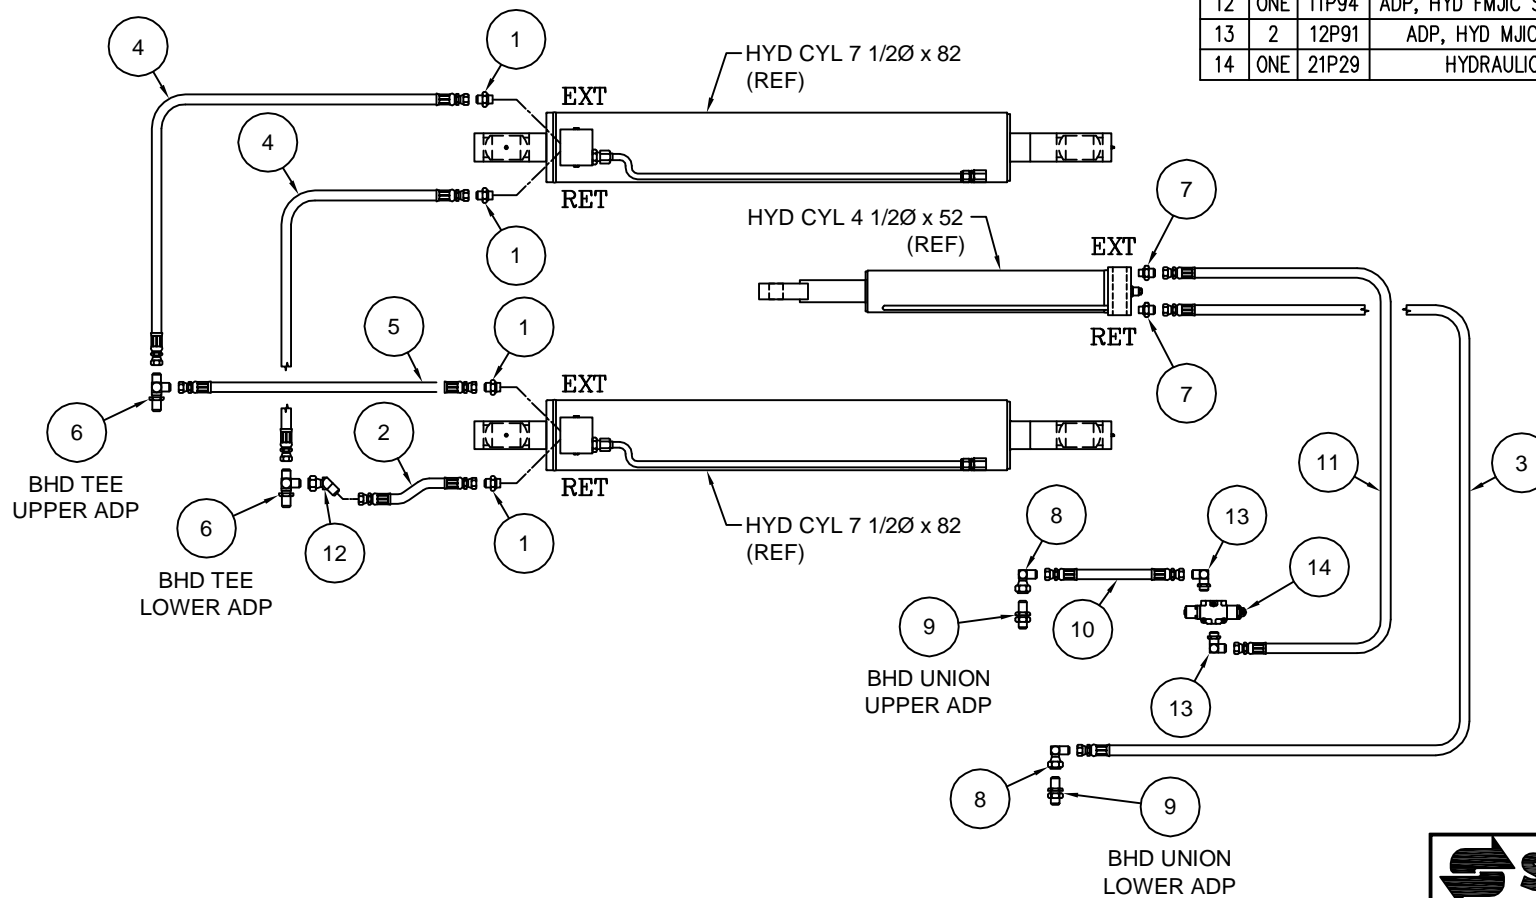 12 ONE 11P94 ADP, HYD FMJIC
13 2 12P91 ADP, HYD MJIC
14 ONE 21P29 HYDRAULIC
4
1
HYD CYL 7 1/2Ø x 82
(REF)
EXT
4
RET
1
7
HYD CYL 4 1/2Ø x 52
(REF)
EXT
RET
7
5
1
EXT
6
BHD TEE
UPPER ADP
2
RET
11
3
6
12
1
HYD CYL 7 1/2Ø x 82
(REF)
8
13
14
BHD TEE
LOWER ADP
9
10
BHD UNION
UPPER ADP
13
8
9
BHD UNION
LOWER ADP
S